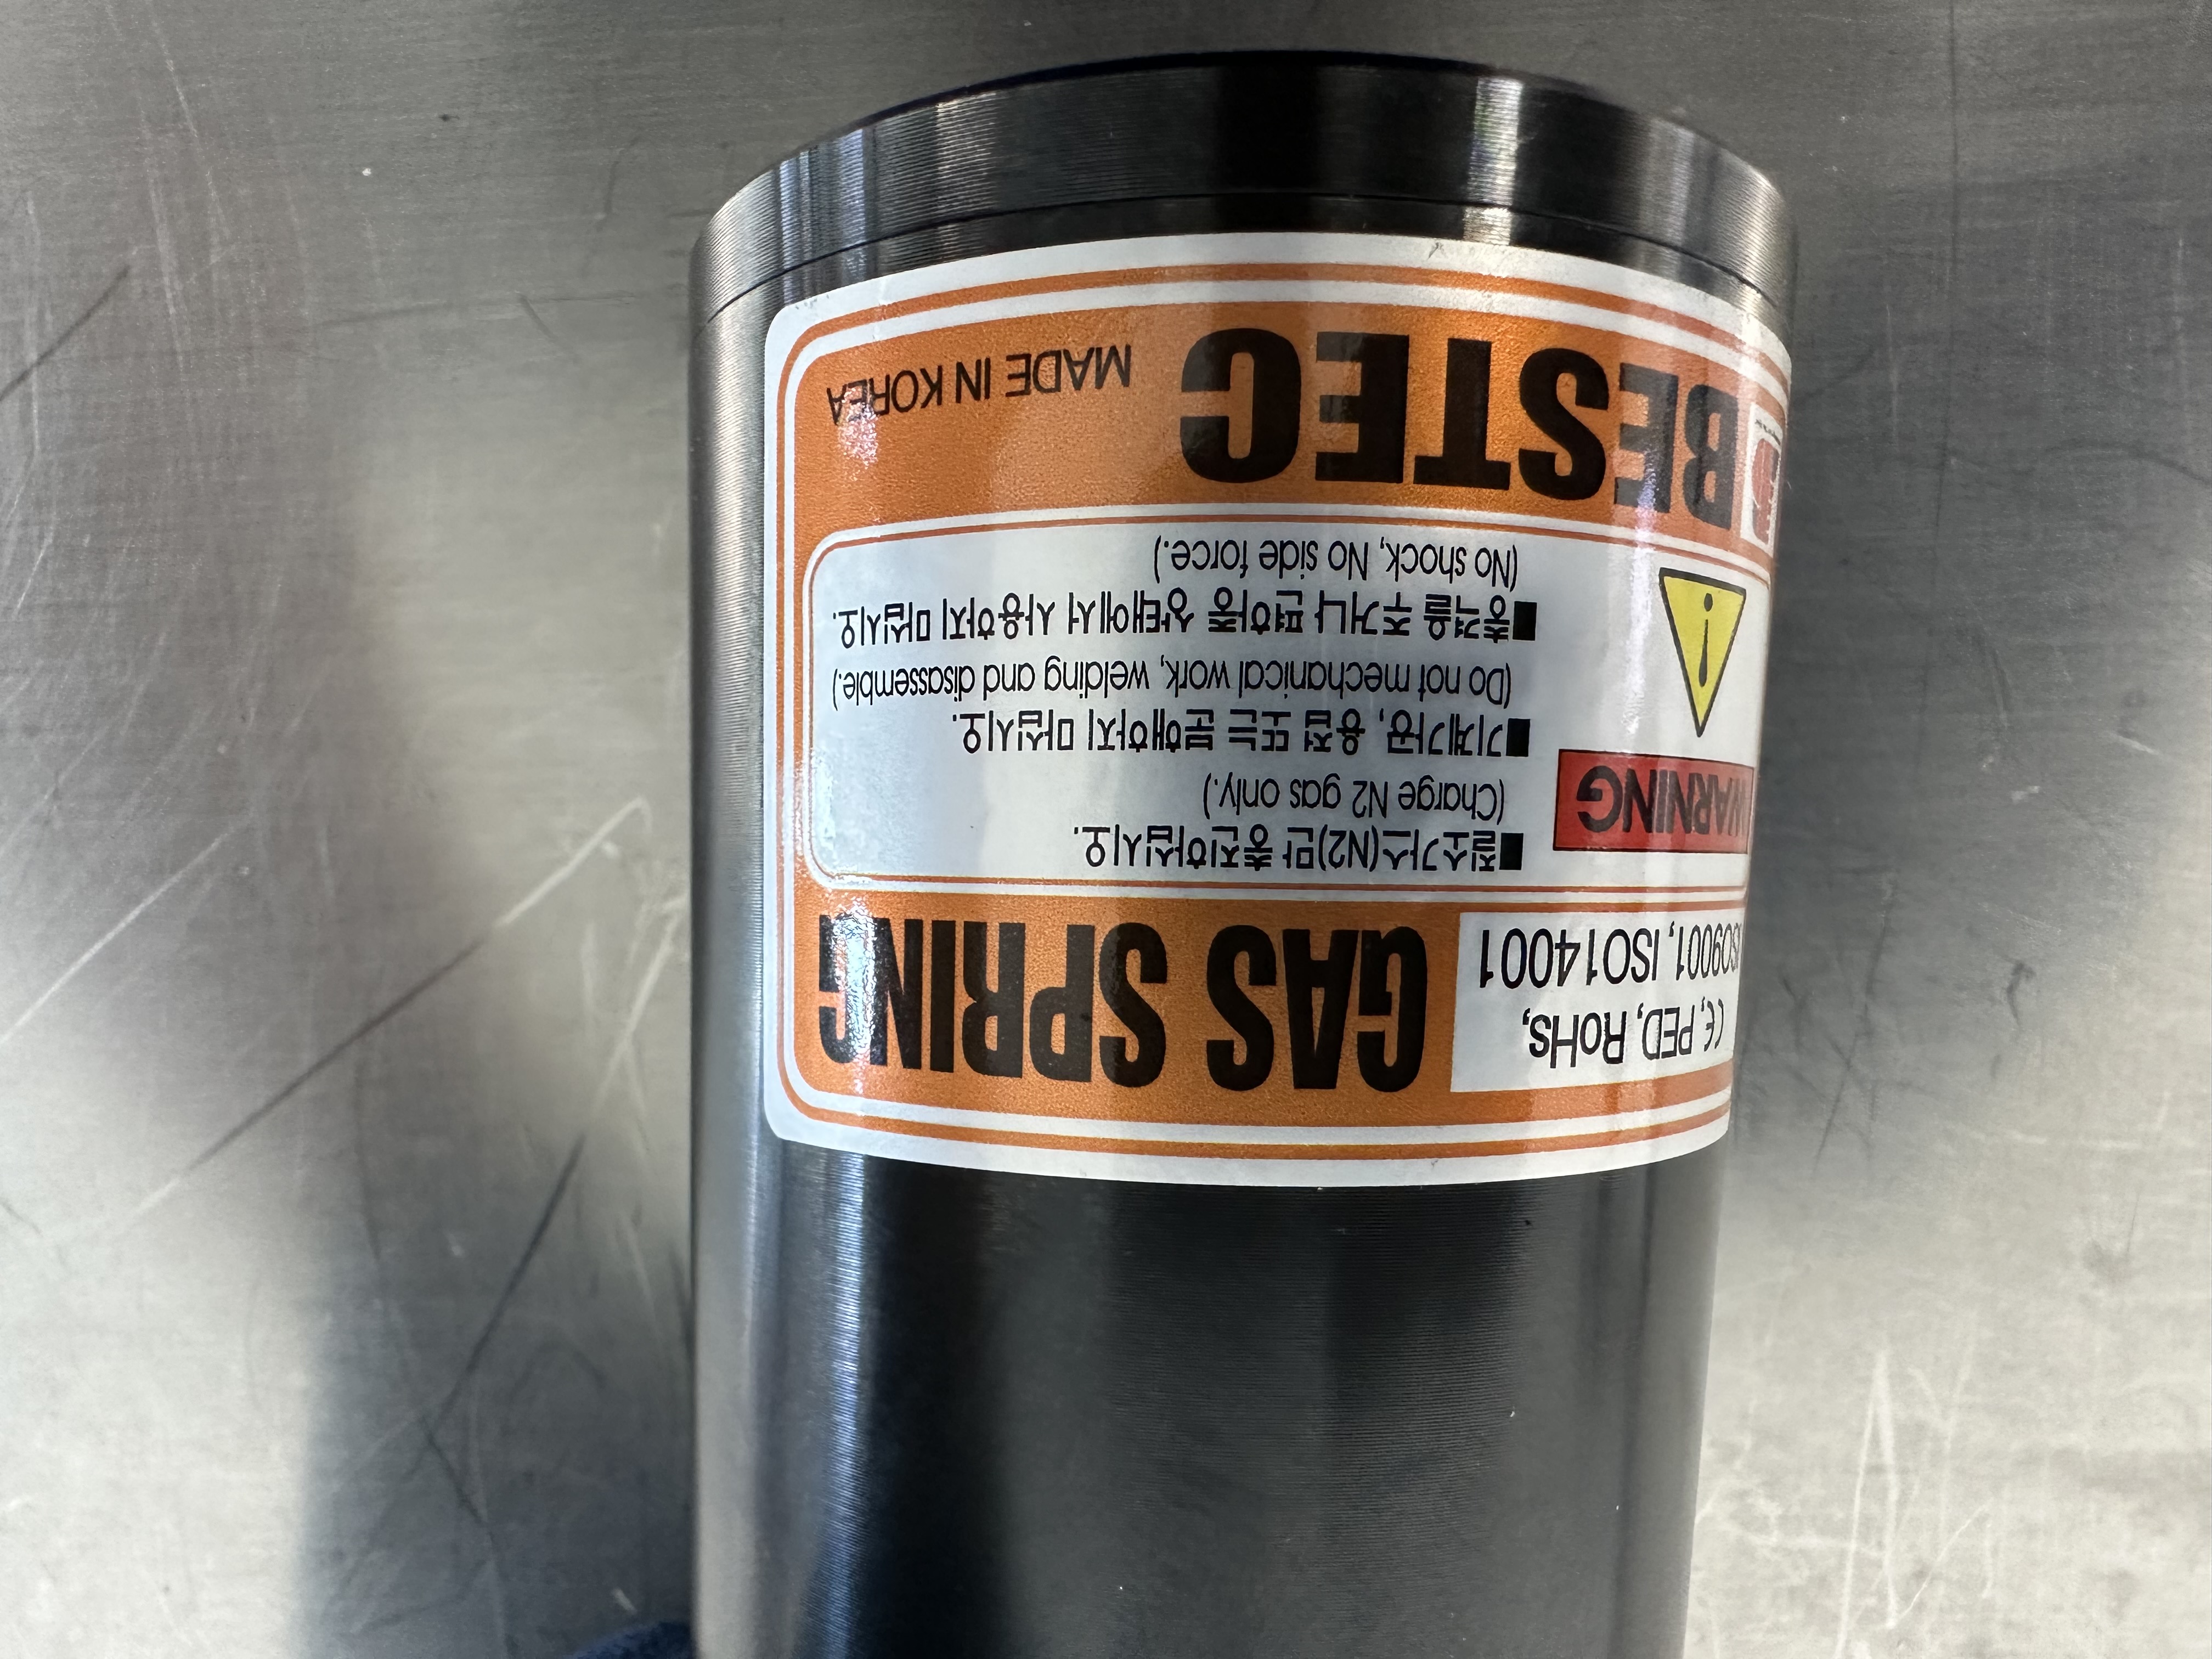 CE, PED, RoHS,
ISO9001, ISO14001
GAS SPRING
WARNING
■질소가스(N2)만 충진하십시오.
(Charge N2 gas only.)
■기계가공, 용접 또는 분해하지 마십시오.
(Do not mechanical work, welding and disassemble.)
■충격을 주거나 편하중 상태에서 사용하지 마십시오.
(No shock, No side force.)
BESTEC
MADE IN KOREA